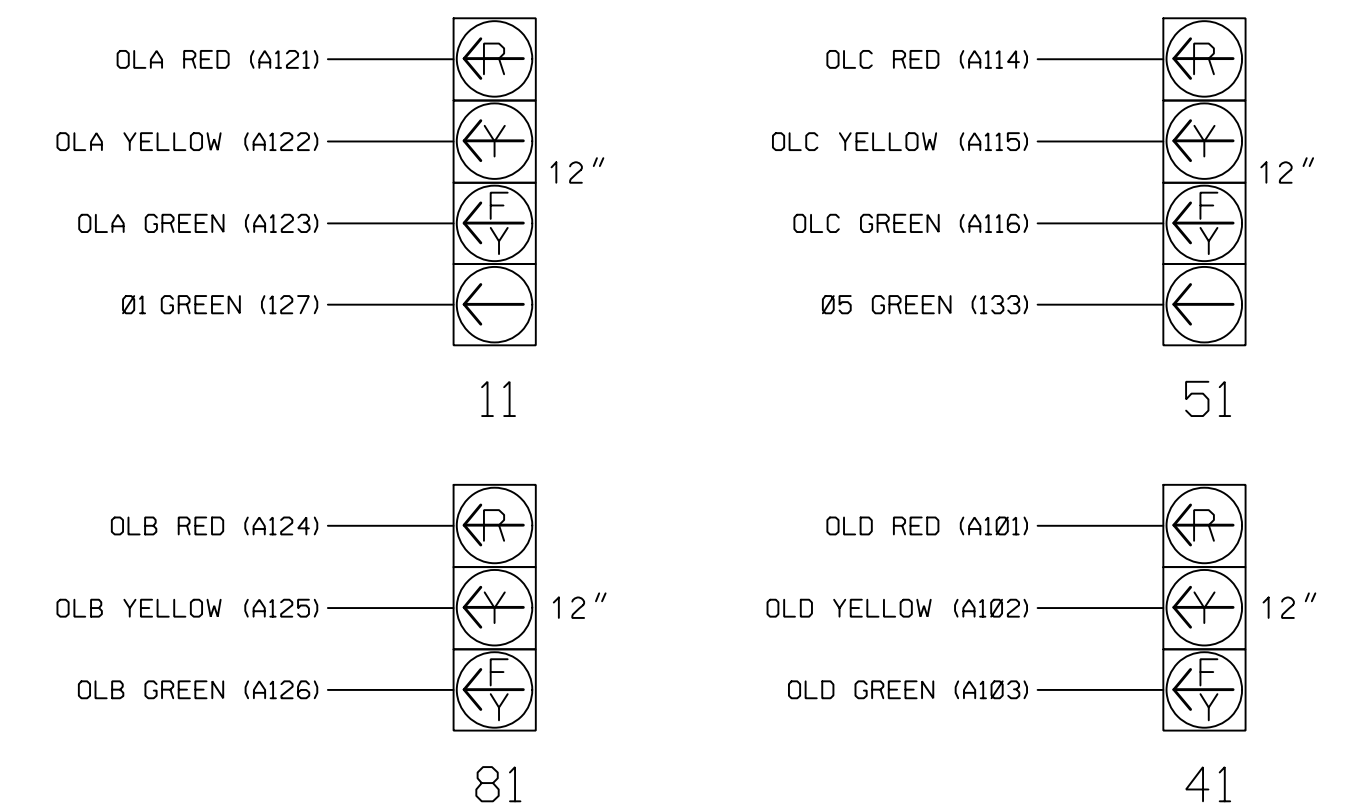 OLA RED (A121)
R
OLA YELLOW (A122)
Y
12"
OLA GREEN (A123)
F
Y
Ø1 GREEN (127)
11
OLC RED (A114)
R
OLC YELLOW (A115)
Y
12"
OLC GREEN (A116)
F
Y
Ø5 GREEN (133)
51
OLB RED (A124)
R
OLB YELLOW (A125)
Y
12"
OLB GREEN (A126)
F
Y
81
OLD RED (A1Ø1)
R
OLD YELLOW (A1Ø2)
Y
12"
OLD GREEN (A1Ø3)
F
Y
41